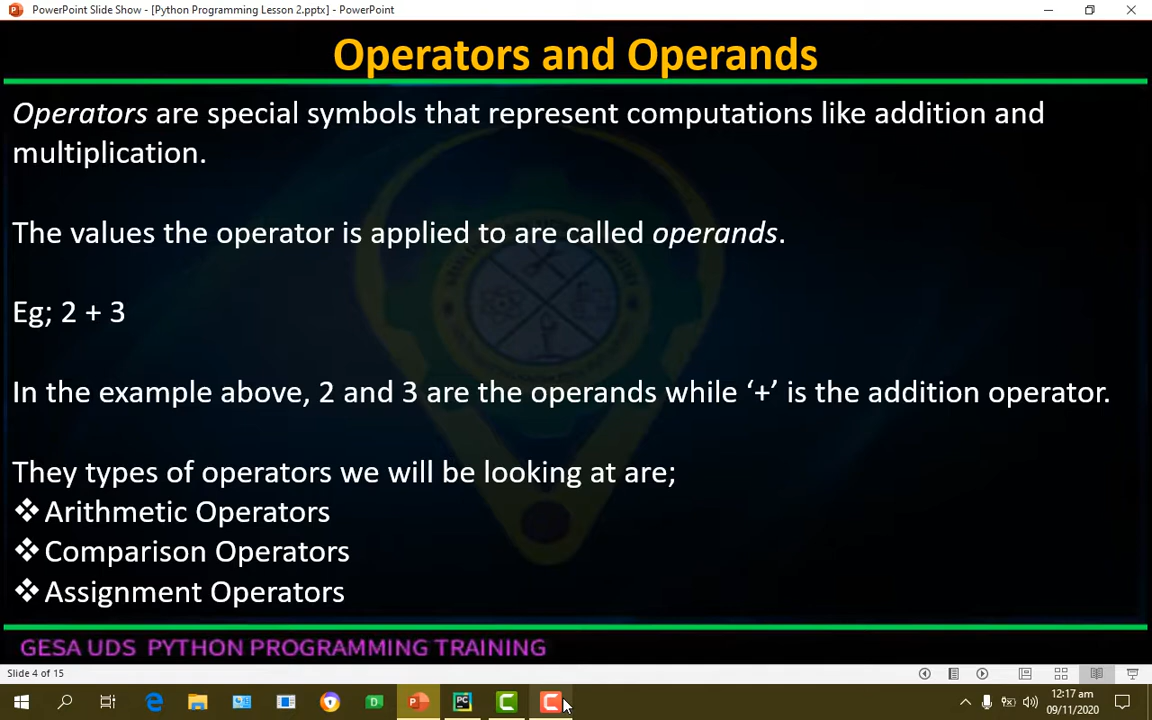 PowerPoint Slide Show - [Python Programming Lesson 2.pptx] - PowerPoint
Operators and Operands
Operators are special symbols that represent computations like addition and
multiplication.
The values the operator is applied to are called operands.
Eg; 2 + 3
In the example above, 2 and 3 are the operands while ‘+’ is the addition operator.
They types of operators we will be looking at are;
❖Arithmetic Operators
❖Comparison Operators
❖Assignment Operators
GESA UDS PYTHON PROGRAMMING TRAINING
Slide 4 of 15
12:17 am
09/11/2020